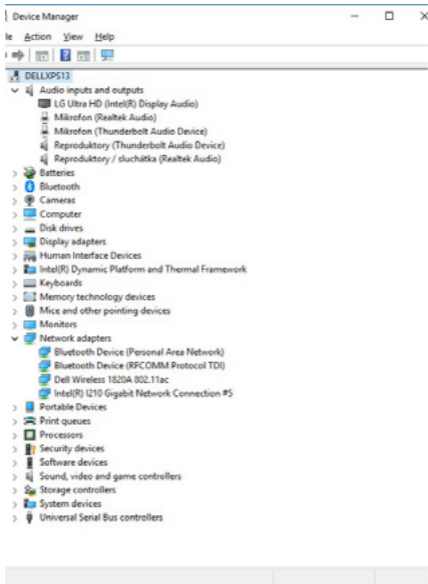 Device Manager
le Action View Help
DELLXPS13
Audio inputs and outputs
LG Ultra HD (Intel(R) Display Audio)
Mikrofon (Realtek Audio)
Mikrofon (Thunderbolt Audio Device)
Reproduktory (Thunderbolt Audio Device)
Reproduktory / sluchátka (Realtek Audio)
Batteries
Bluetooth
Cameras
Computer
Disk drives
Display adapters
Human Interface Devices
Intel(R) Dynamic Platform and Thermal Framework
Keyboards
Memory technology devices
Mice and other pointing devices
Monitors
Network adapters
Bluetooth Device (Personal Area Network)
Bluetooth Device (RFCOMM Protocol TDI)
Dell Wireless 1820A 802.11ac
Intel(R) I210 Gigabit Network Connection #5
Portable Devices
Print queues
Processors
Security devices
Software devices
Sound, video and game controllers
Storage controllers
System devices
Universal Serial Bus controllers